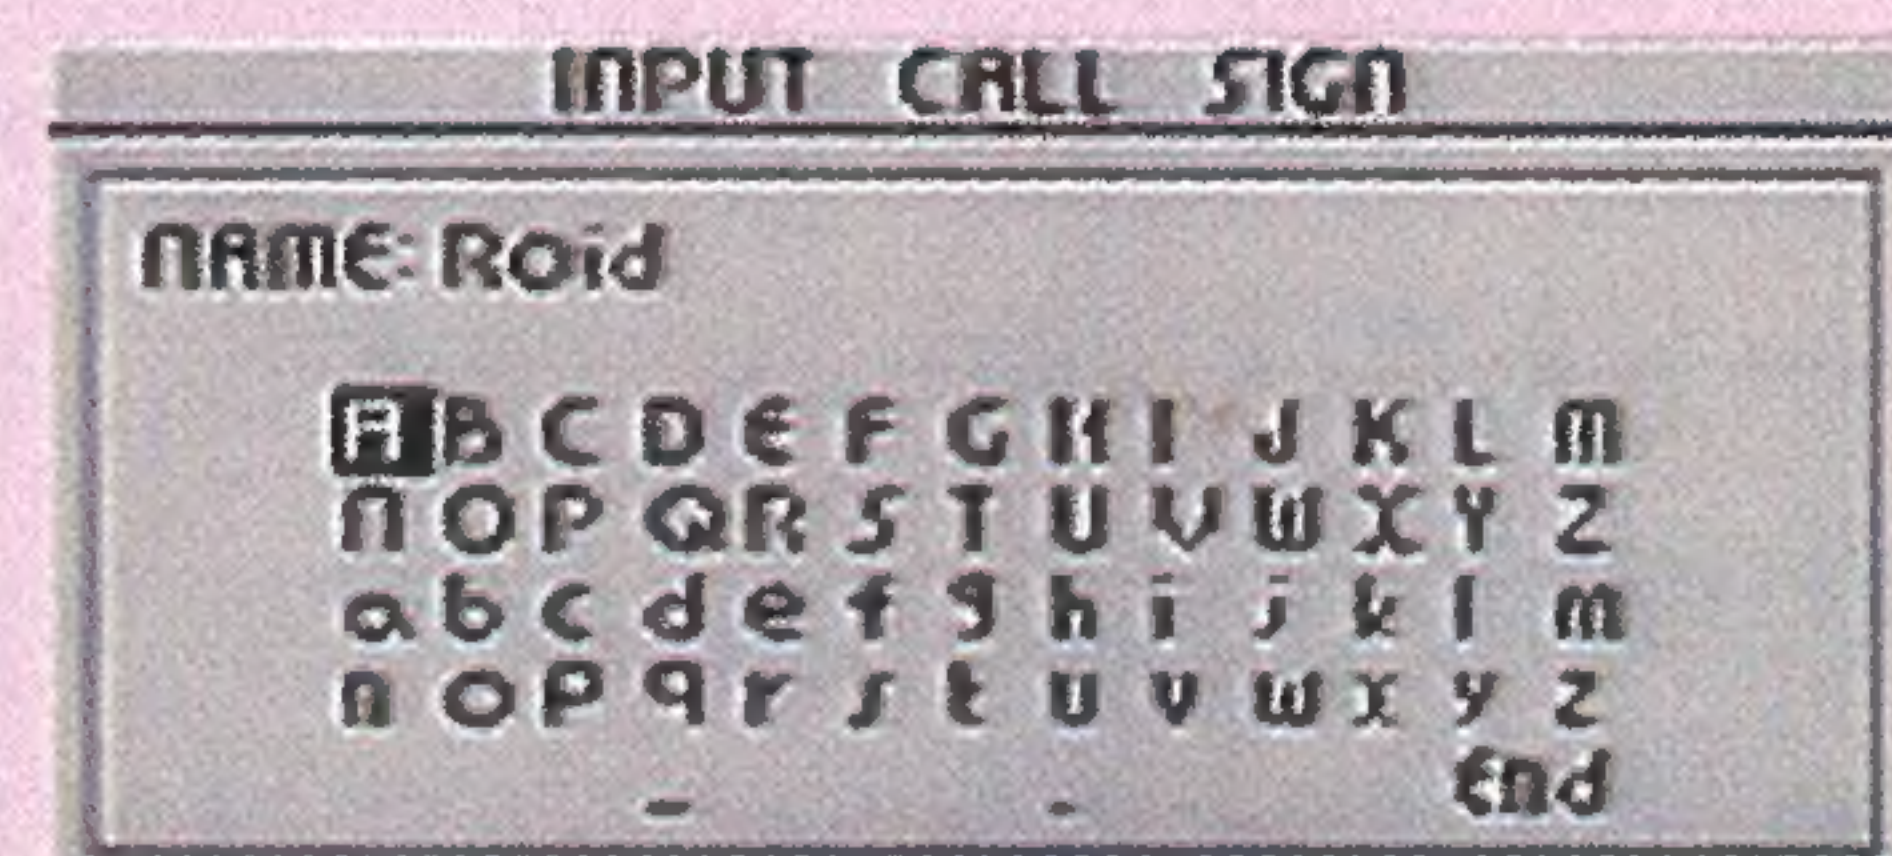 INPUT CALL SIGN
NAME: Roid
A B C D E F G H I J K L M
N O P Q R S T U V W X Y Z
a b c d e f g h i j k l m
n o p q r s t u v w x y z
_ - End